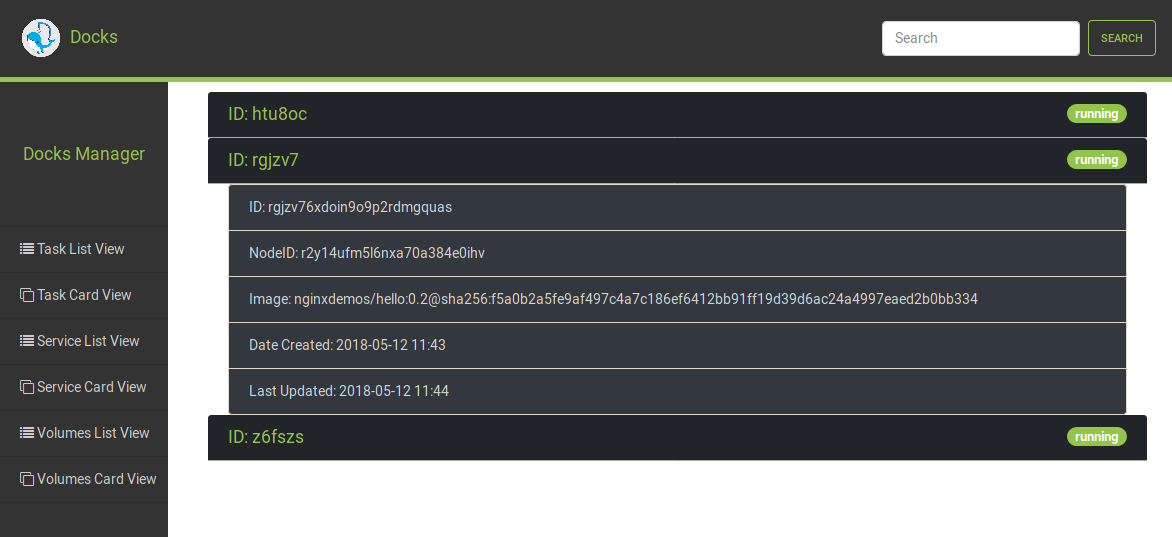 Docks
Search
SEARCH
Docks Manager
Task List View
Task Card View
Service List View
Service Card View
Volumes List View
Volumes Card View
ID: htu8oc
running
ID: rgjzv7
running
ID: rgjzv76xdoin9o9p2rdmgquas
NodeID: r2y14ufm5l6nxa70a384e0ihv
Image: nginxdemos/hello:0.2@sha256:f5a0b2a5fe9af497c4a7c186ef6412bb91ff19d39d6ac24a4997eaed2b0bb334
Date Created: 2018-05-12 11:43
Last Updated: 2018-05-12 11:44
ID: z6fszs
running